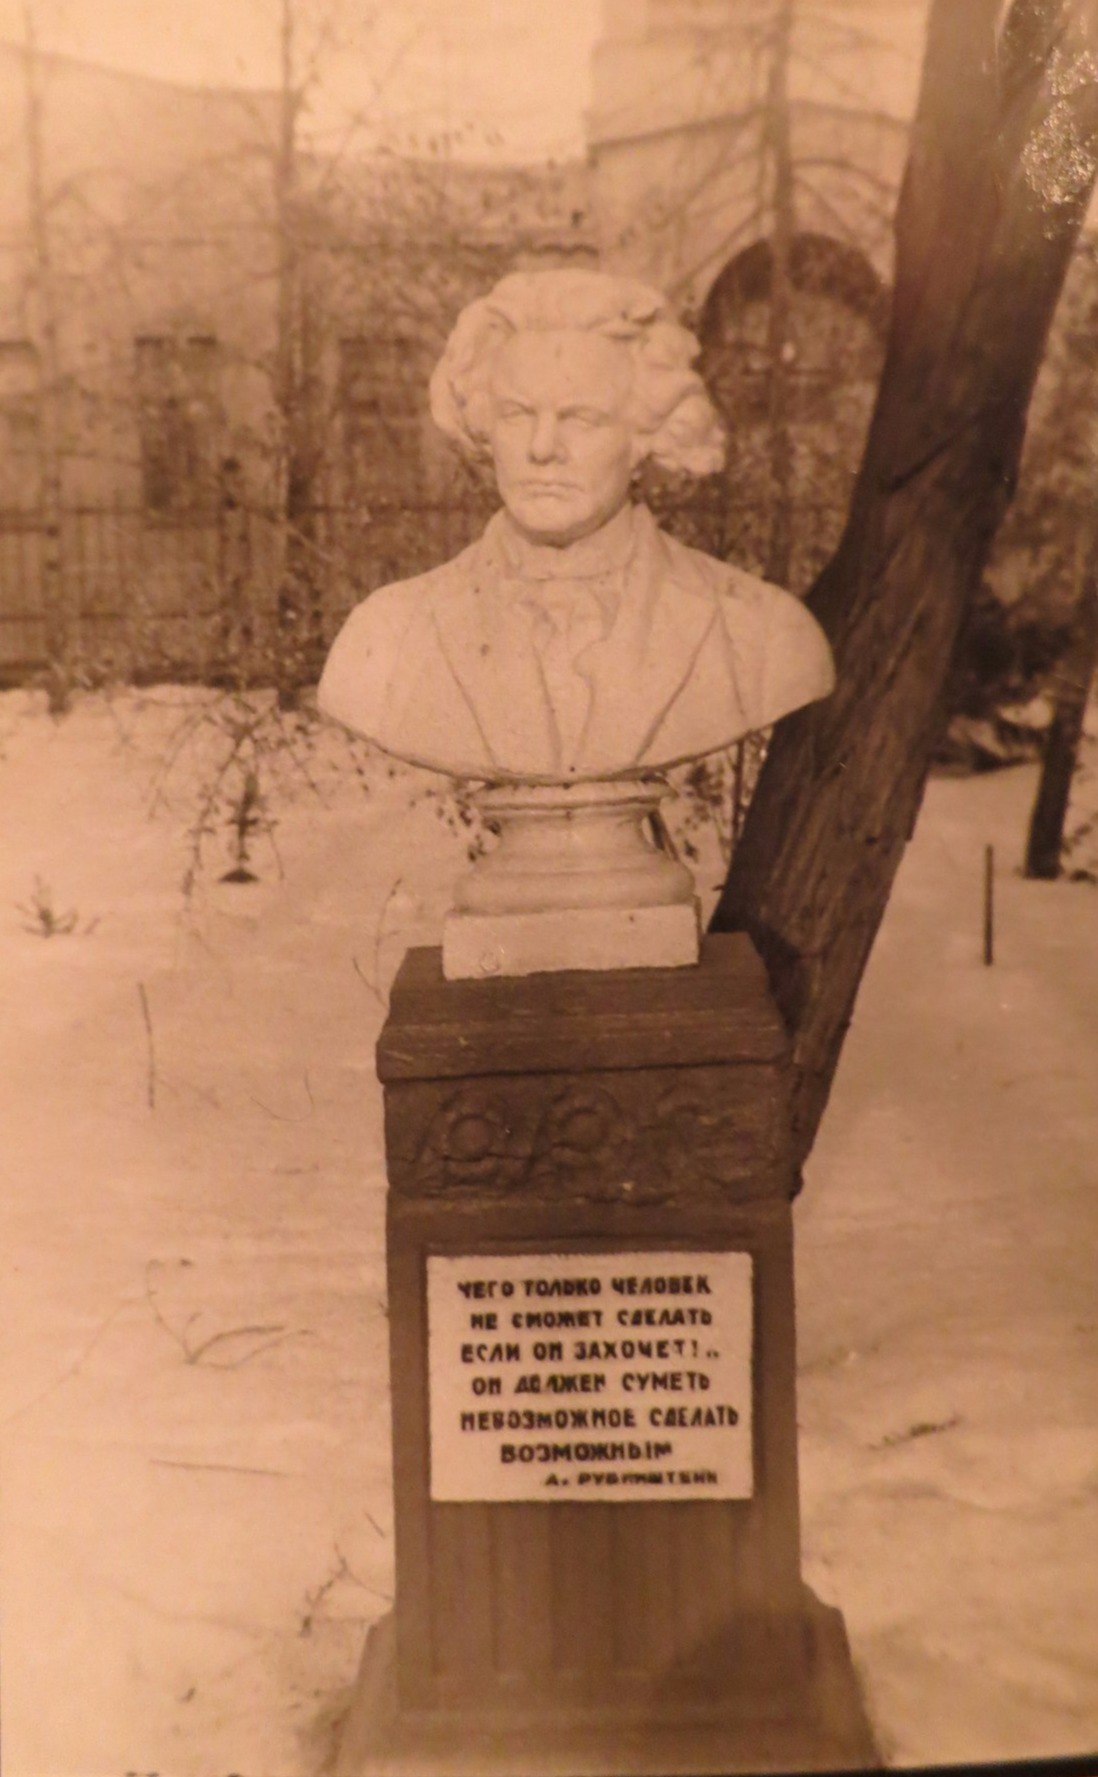 ЧЕГО ТОЛЬКО ЧЕЛОВЕК
НЕ СМОЖЕТ СДЕЛАТЬ
ЕСЛИ ОН ЗАХОЧЕТ!..
ОН ДОЛЖЕН СУМЕТЬ
НЕВОЗМОЖНОЕ СДЕЛАТЬ
ВОЗМОЖНЫМ
А. РУБИНШТЕЙН